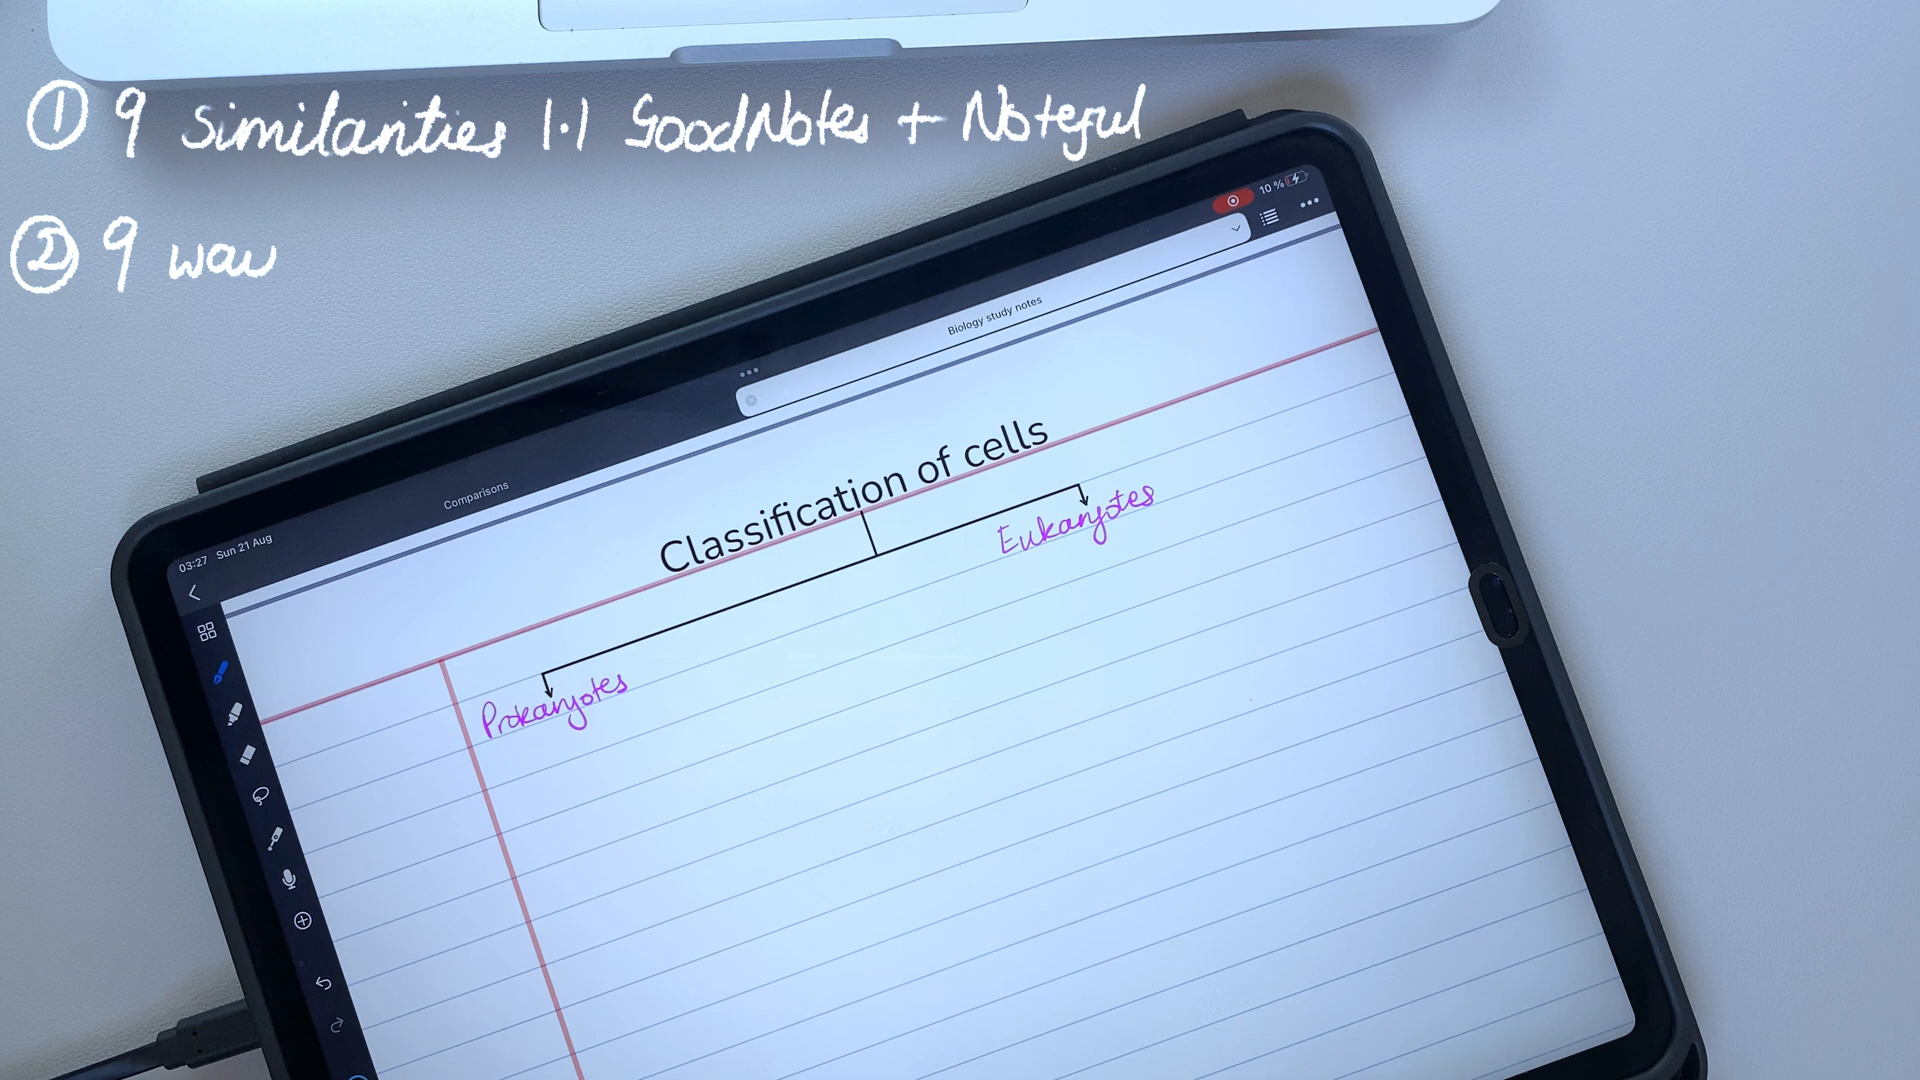 ① 9 Similarities 1.1 GoodNotes + Noteful
② 9 wav
10 %
03:27 Sun 21 Aug
Comparisons
Biology study notes
Classification of cells
Eukaryotes
Prokaryotes